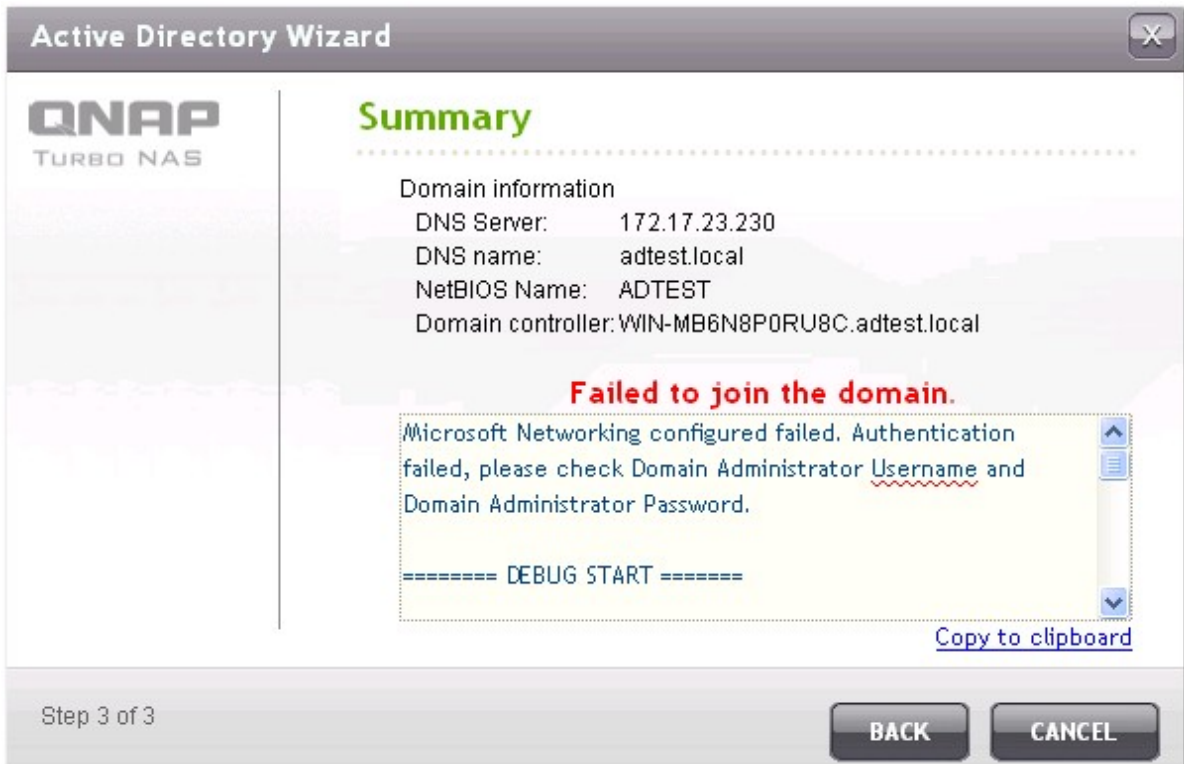 Active Directory Wizard
X
QNAP
TURBO NAS
Summary
Domain information
DNS Server: 172.17.23.230
DNS name: adtest.local
NetBIOS Name: ADTEST
Domain controller: WIN-MB6N8P0RU8C.adtest.local
Failed to join the domain.
Microsoft Networking configured failed. Authentication
failed, please check Domain Administrator Username and
Domain Administrator Password.
======== DEBUG START =======
Copy to clipboard
Step 3 of 3
BACK
CANCEL